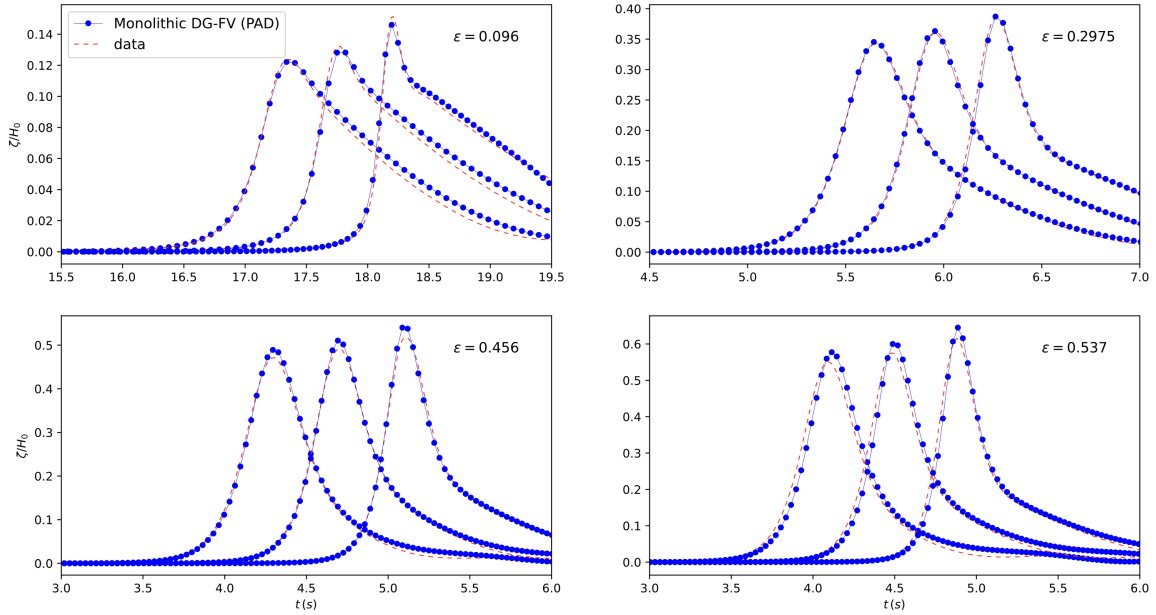 Monolithic DG-FV (PAD)
data
ε = 0.096
ζ/H₀
0.14
0.12
0.10
0.08
0.06
0.04
0.02
0.00
15.5 16.0 16.5 17.0 17.5 18.0 18.5 19.0 19.5
ε = 0.2975
0.40
0.35
0.30
0.25
0.20
0.15
0.10
0.05
0.00
4.5 5.0 5.5 6.0 6.5 7.0
ε = 0.456
ζ/H₀
0.5
0.4
0.3
0.2
0.1
0.0
3.0 3.5 4.0 4.5 5.0 5.5 6.0
t (s)
ε = 0.537
0.6
0.5
0.4
0.3
0.2
0.1
0.0
3.0 3.5 4.0 4.5 5.0 5.5 6.0
t (s)